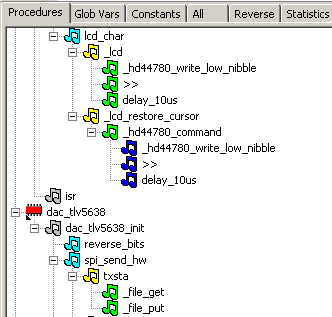 Procedures Glob Vars Constants All Reverse Statistics
lcd_char
_lcd
_hd44780_write_low_nibble
>>
delay_10us
_lcd_restore_cursor
_hd44780_command
_hd44780_write_low_nibble
>>
delay_10us
isr
dac_tlv5638
dac_tlv5638_init
reverse_bits
spi_send_hw
txsta
_file_get
_file_put